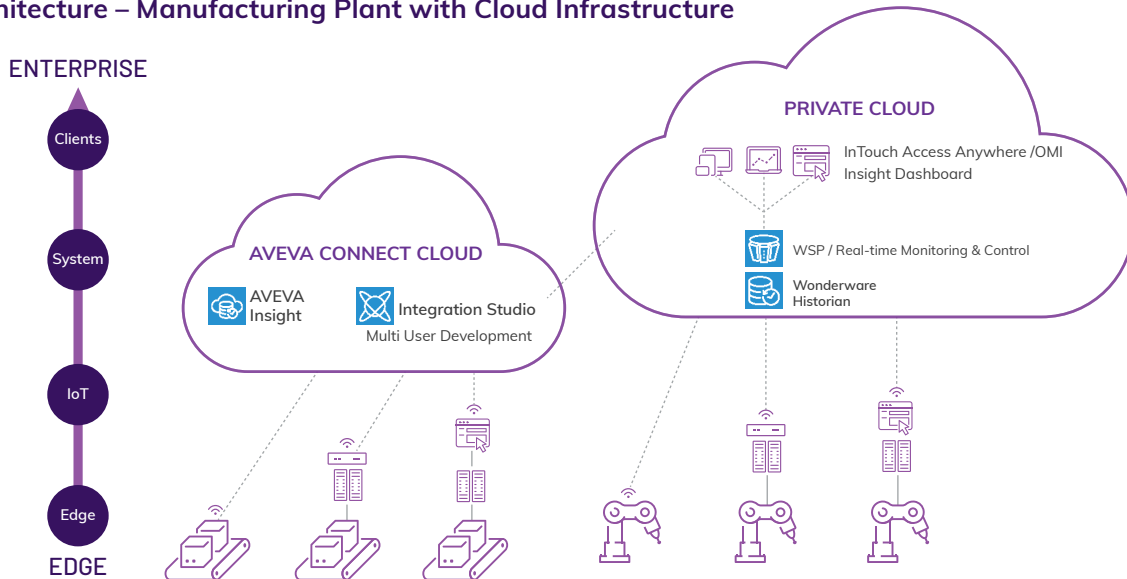 hitecture – Manufacturing Plant with Cloud Infrastructure
ENTERPRISE
Clients
System
IoT
Edge
EDGE
AVEVA CONNECT CLOUD
AVEVA
Insight
Integration Studio
Multi User Development
PRIVATE CLOUD
InTouch Access Anywhere /OMI
Insight Dashboard
WSP / Real-time Monitoring & Control
Wonderware
Historian